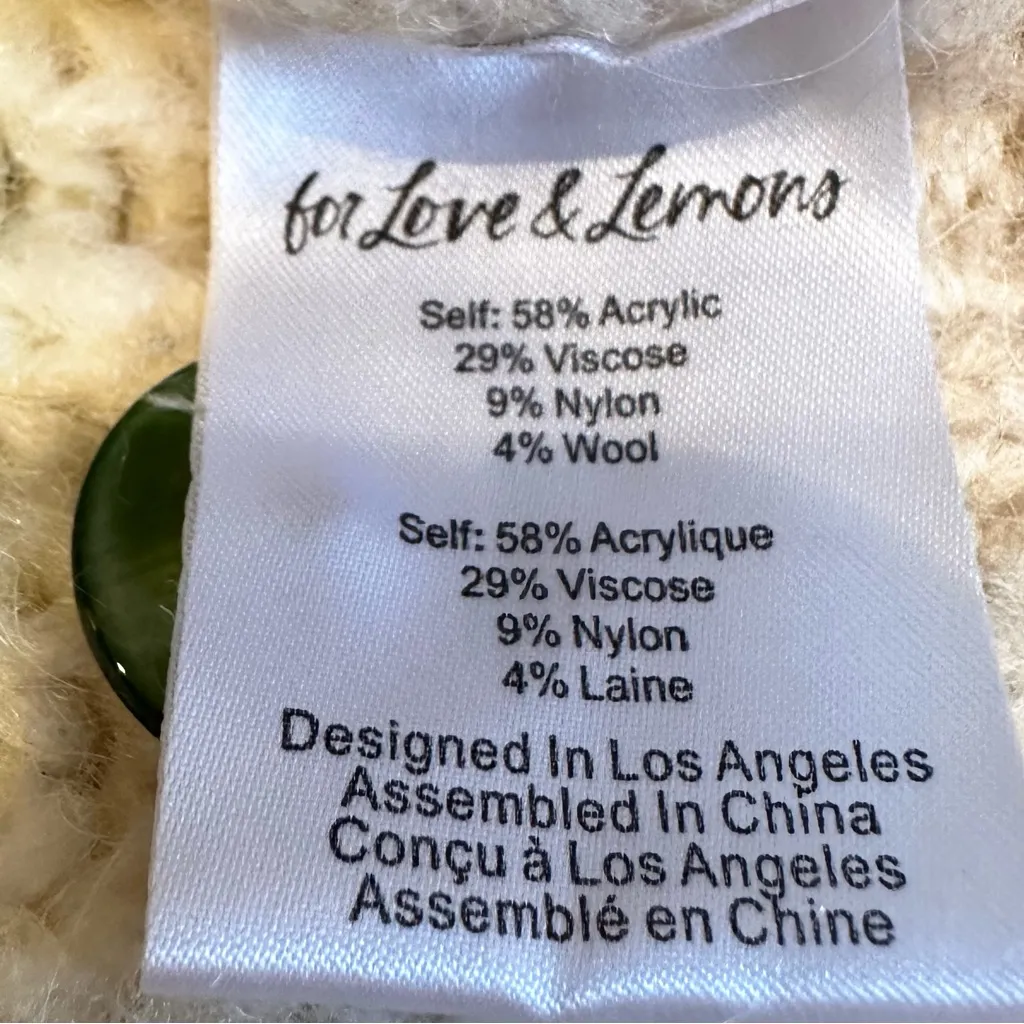 for Love & Lemons
Self: 58% Acrylic
29% Viscose
9% Nylon
4% Wool
Self: 58% Acrylique
29% Viscose
9% Nylon
4% Laine
Designed In Los Angeles
Assembled In China
Conçu à Los Angeles
Assemblé en Chine